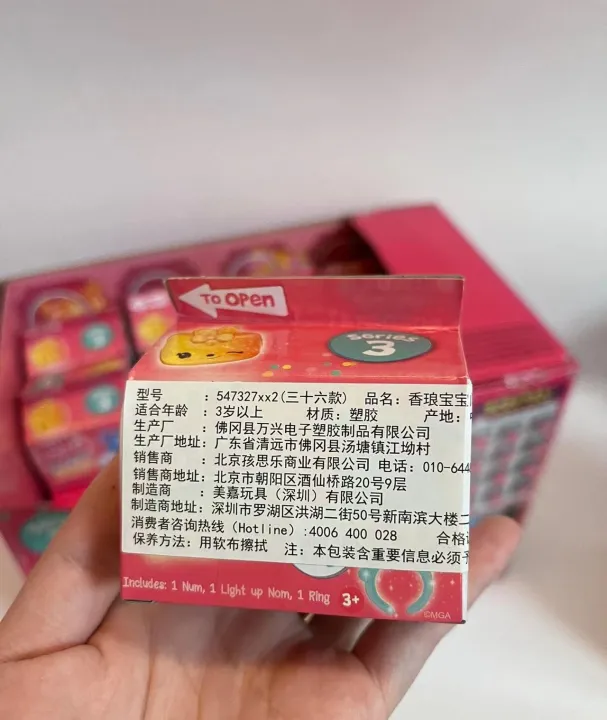 TO OPEN
Series
3
型号 : 547327xx2(三十六款) 品名: 香琅宝宝
适合年龄 : 3岁以上 材质: 塑胶 产地:
生产厂 : 佛冈县万兴电子塑胶制品有限公司
生产厂地址: 广东省清远市佛冈县汤塘镇江坳村
销售商 : 北京孩思乐商业有限公司 电话: 010-644
销售商地址: 北京市朝阳区酒仙桥路20号9层
制造商 : 美嘉玩具 (深圳) 有限公司
制造商地址: 深圳市罗湖区洪湖二街50号新南滨大楼二
消费者咨询热线 (Hotline) :4006 400 028 合格
保养方法: 用软布擦拭 注: 本包装含重要信息必须
Includes: 1 Num, 1 Light up Nom, 1 Ring 3+
©MGA